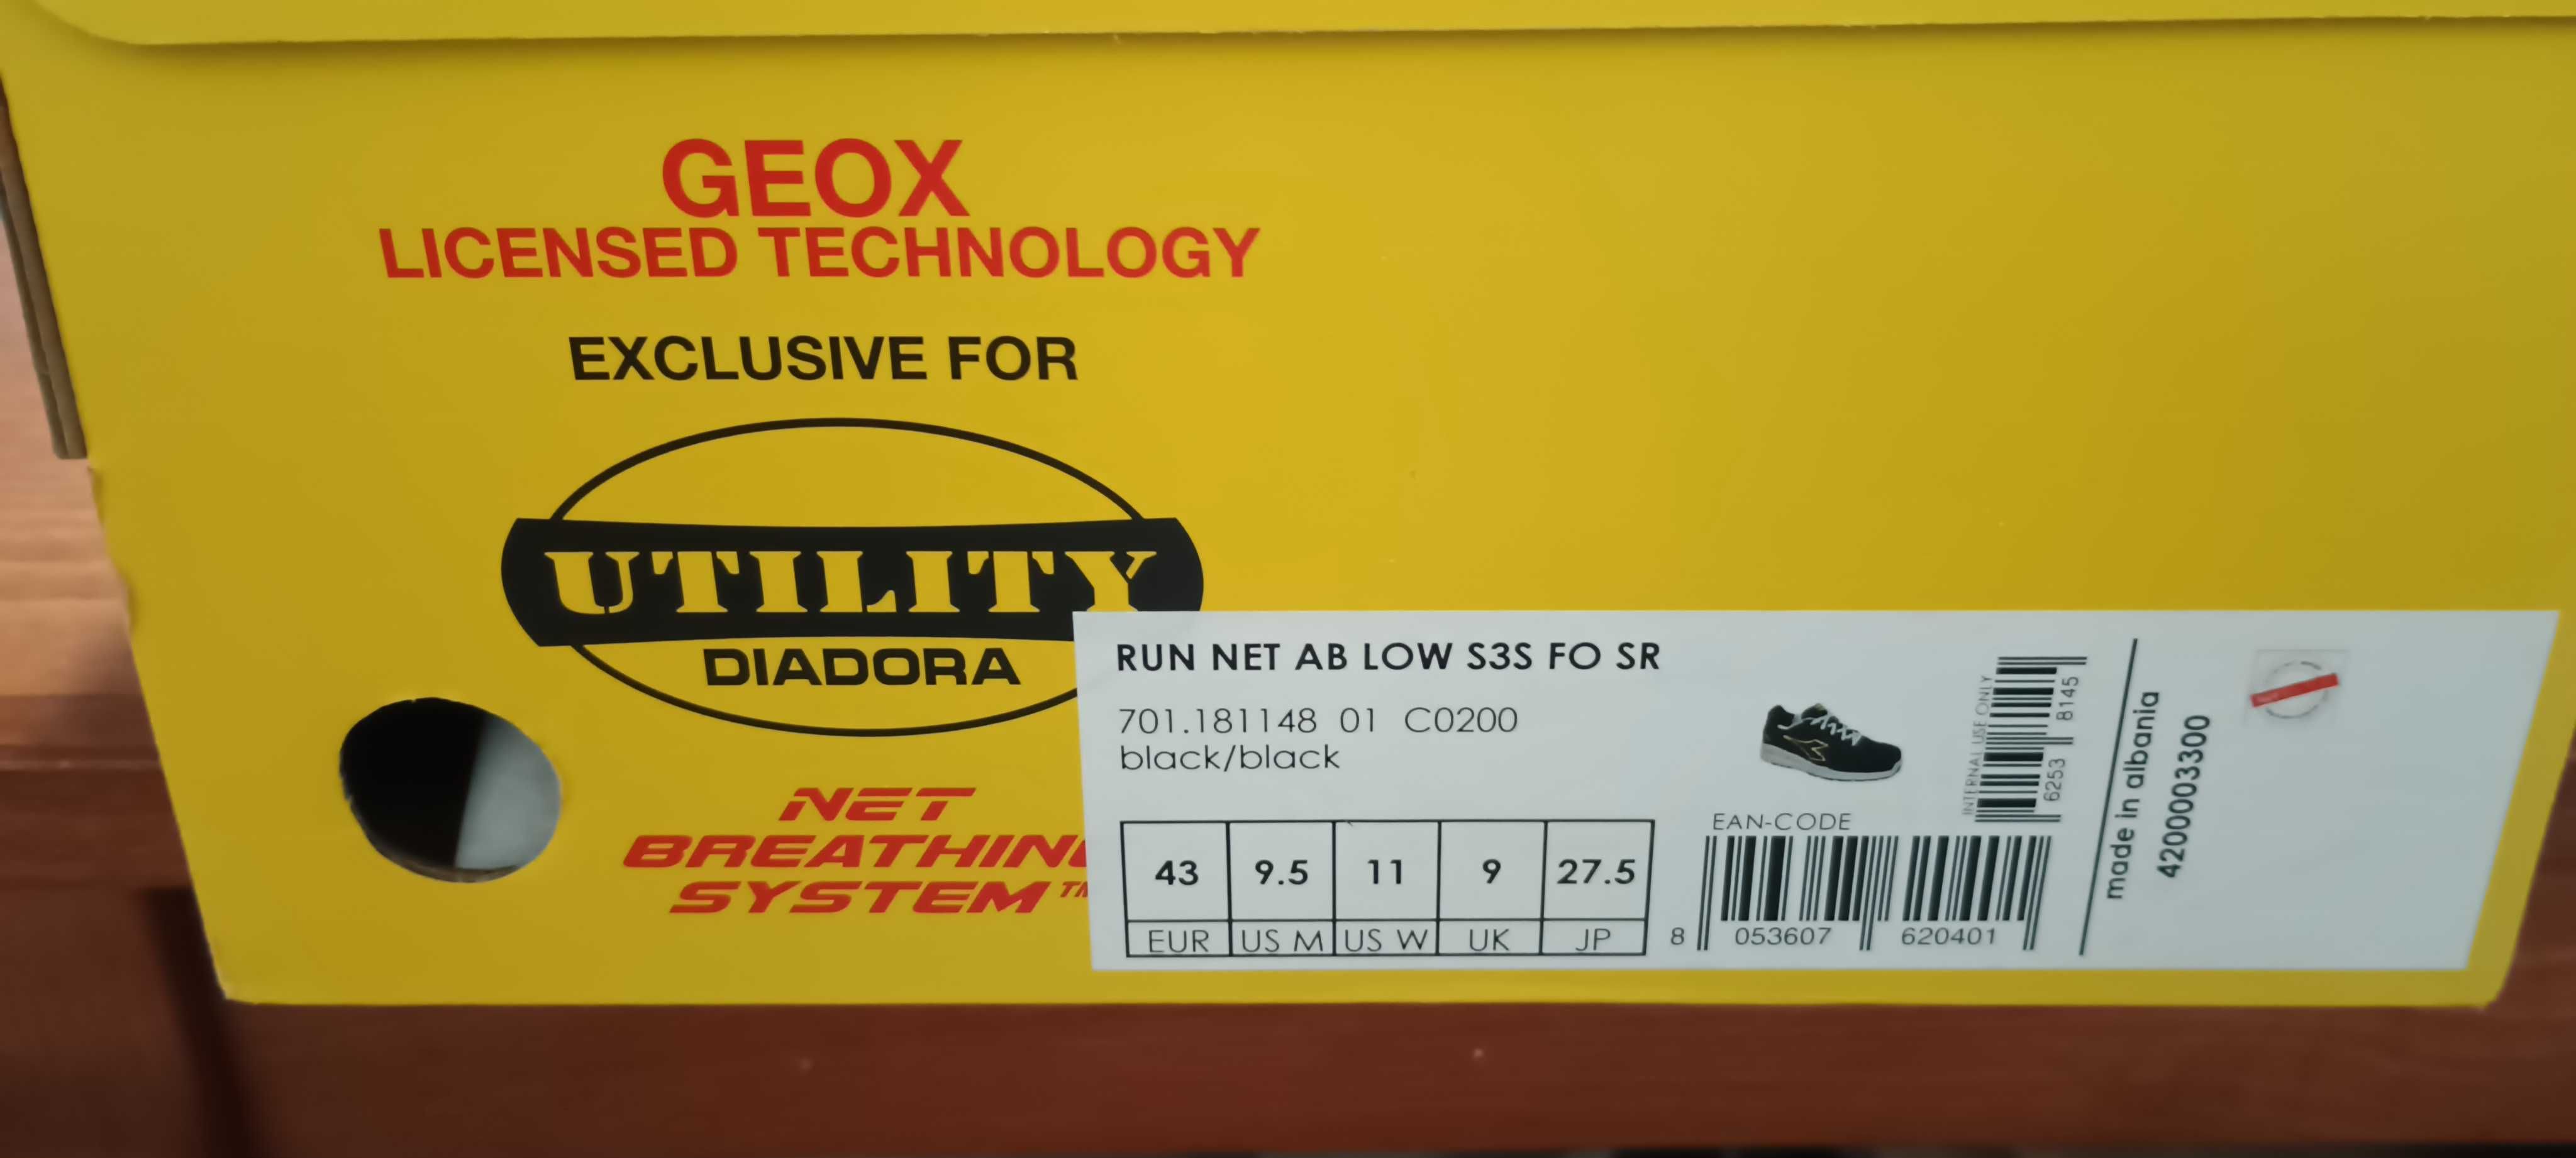 GEOX
LICENSED TECHNOLOGY
EXCLUSIVE FOR
UTILITY
DIADORA
NET
BREATHING
SYSTEM™
RUN NET AB LOW S3S FO SR
701.181148 01 C0200
black/black
43 9.5 11 9 27.5
EUR US M US W UK JP
EAN-CODE
8 053607 620401
INTERNAL USE ONLY
6253 8145
made in albania
4200003300